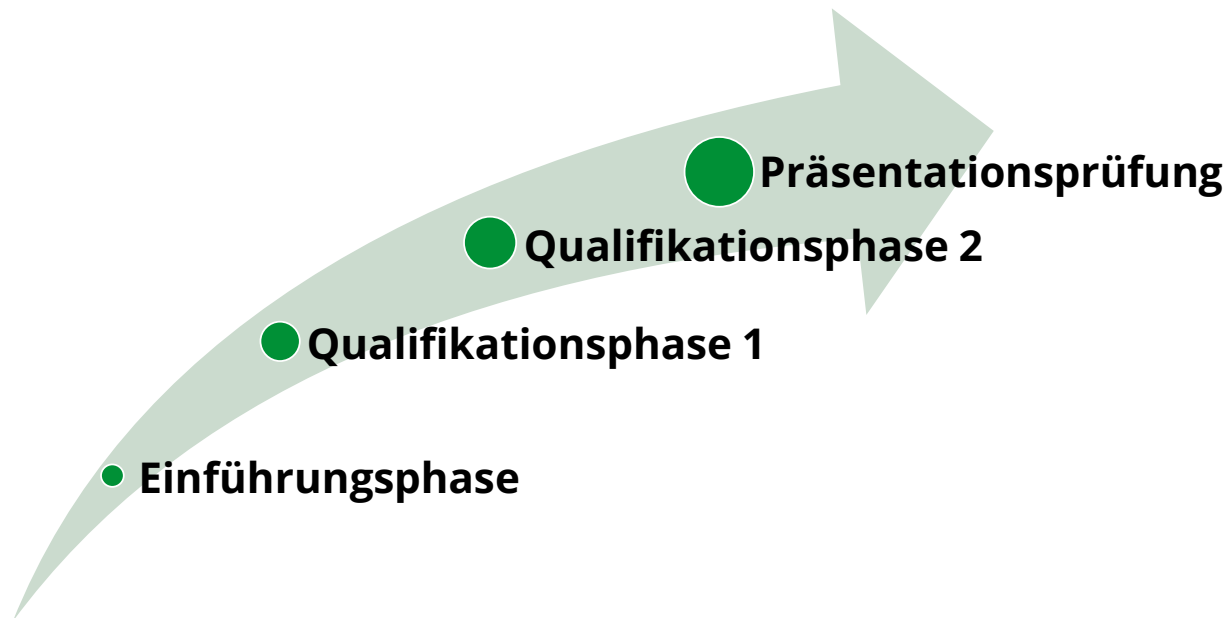 Präsentationsprüfung
Qualifikationsphase 2
Qualifikationsphase 1
Einführungsphase